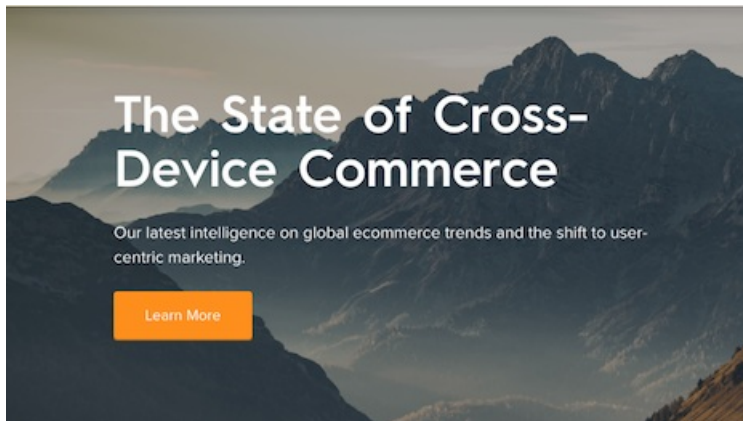 The State of Cross-
Device Commerce
Our latest intelligence on global ecommerce trends and the shift to user-
centric marketing.
Learn More